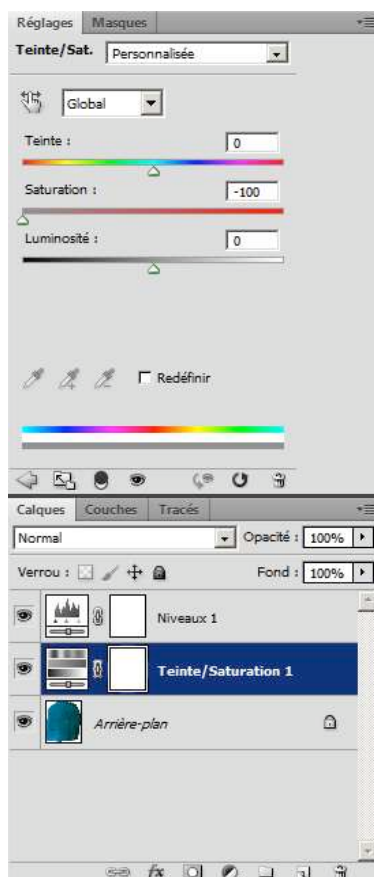 Réglages Masques
Teinte/Sat. Personnalisée
Global
Teinte : 0
Saturation : -100
Luminosité : 0
Redéfinir
Calques Couches Tracés
Normal Opacité : 100%
Verrou : Fond : 100%
Niveaux 1
Teinte/Saturation 1
Arrière-plan
fx